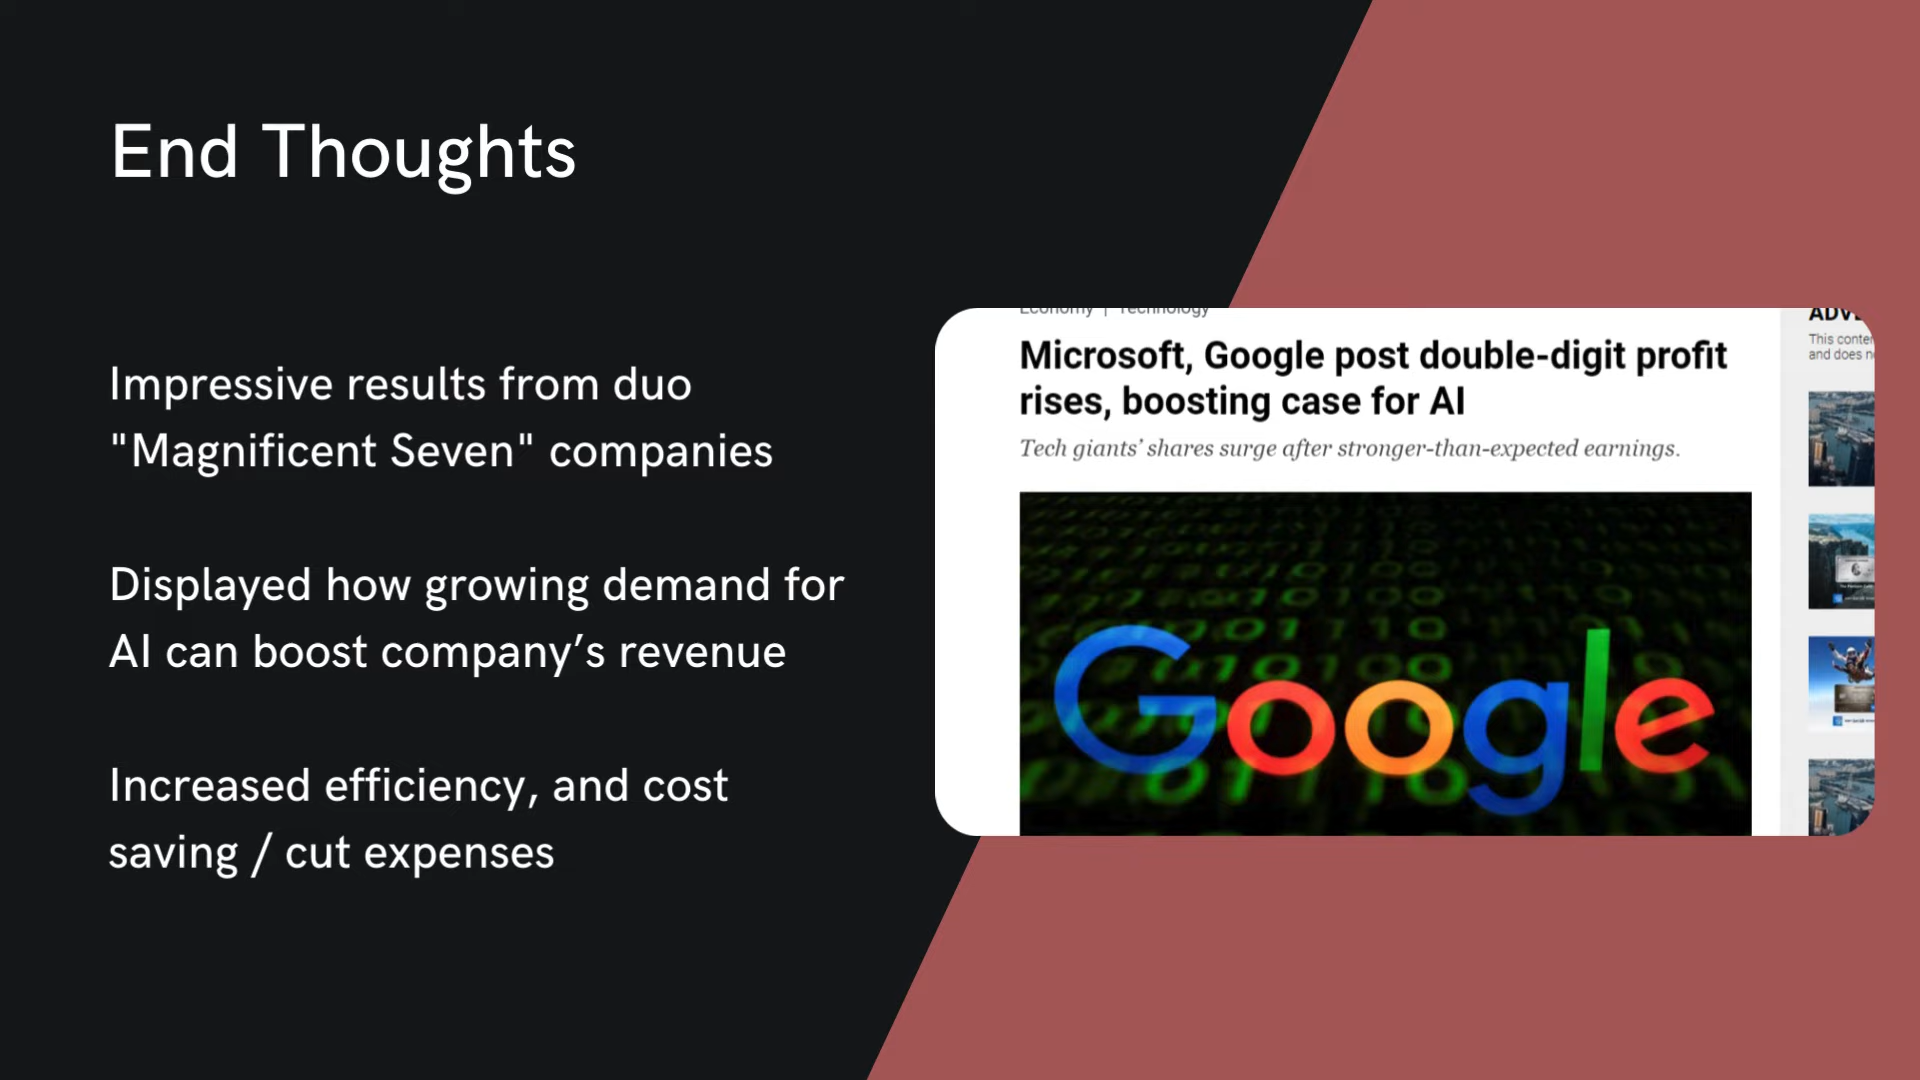 End Thoughts
Impressive results from duo
"Magnificent Seven" companies
Displayed how growing demand for
AI can boost company’s revenue
Increased efficiency, and cost
saving / cut expenses
Economy | Technology
Microsoft, Google post double-digit profit
rises, boosting case for AI
Tech giants’ shares surge after stronger-than-expected earnings.
Google
This
and does